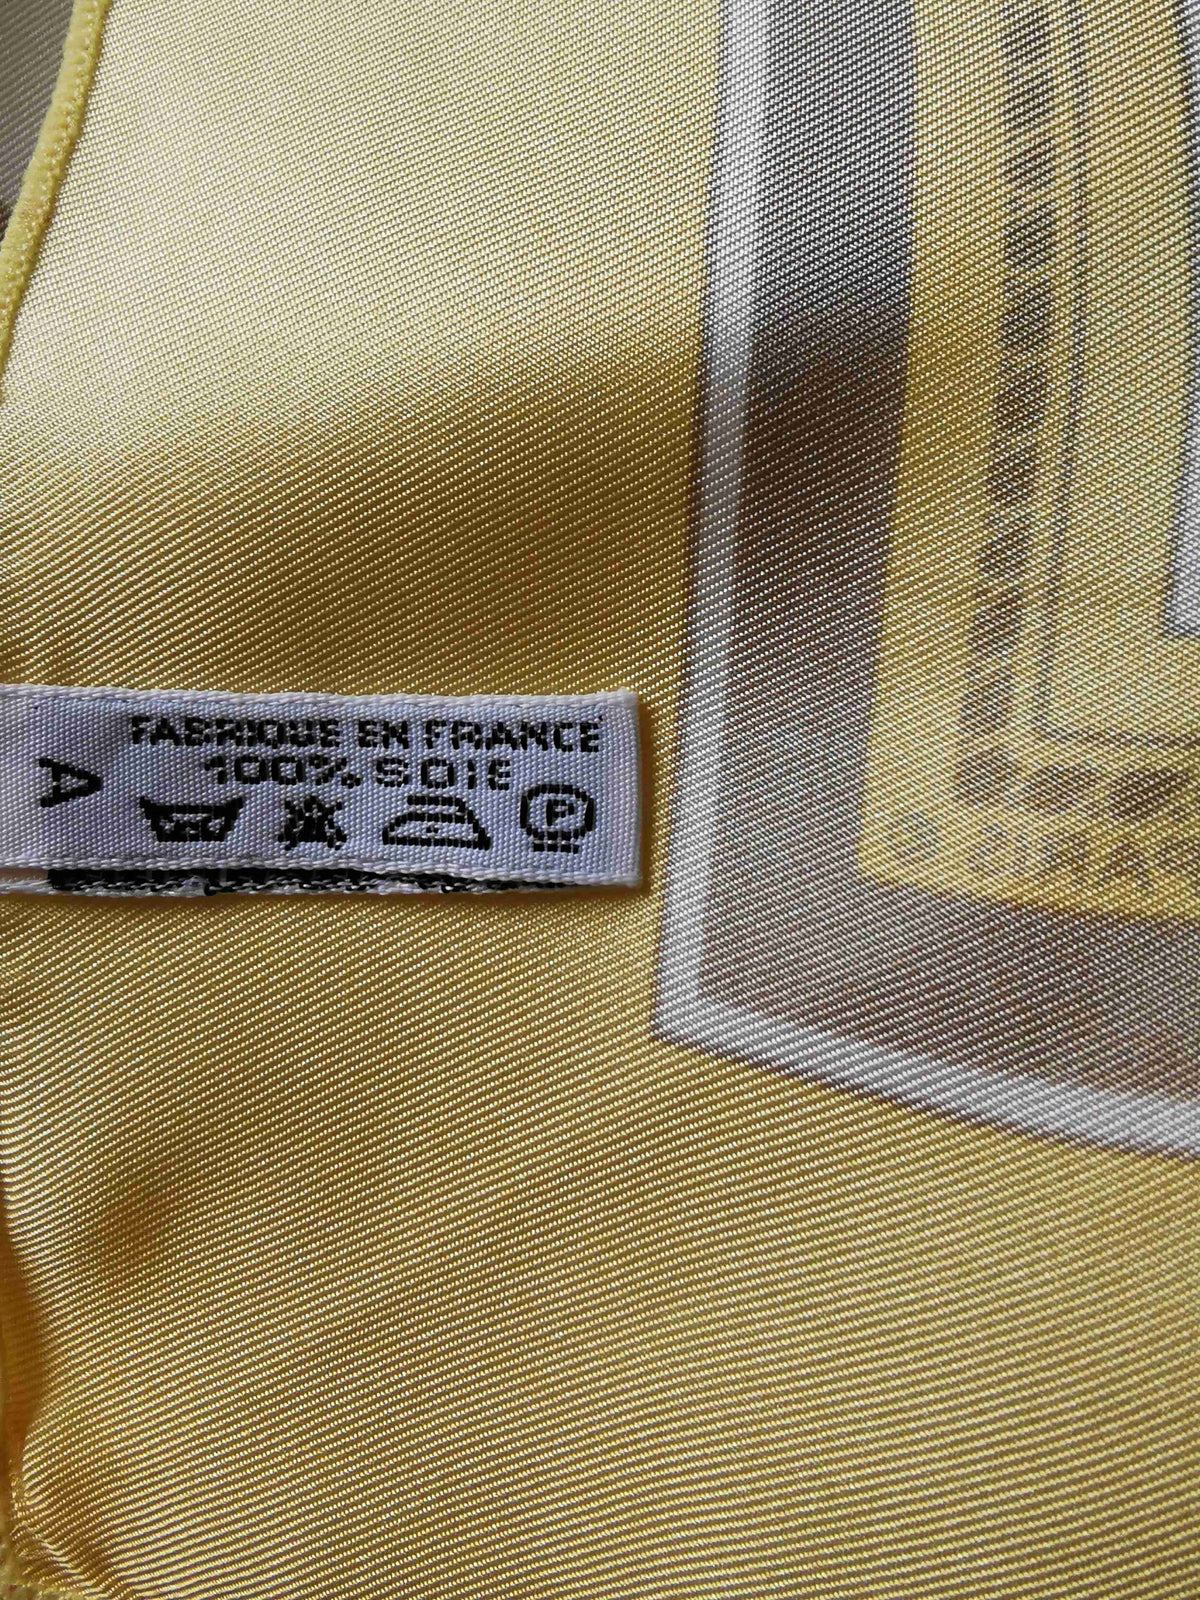 FABRIQUE EN FRANCE
100% SOIE
A
P